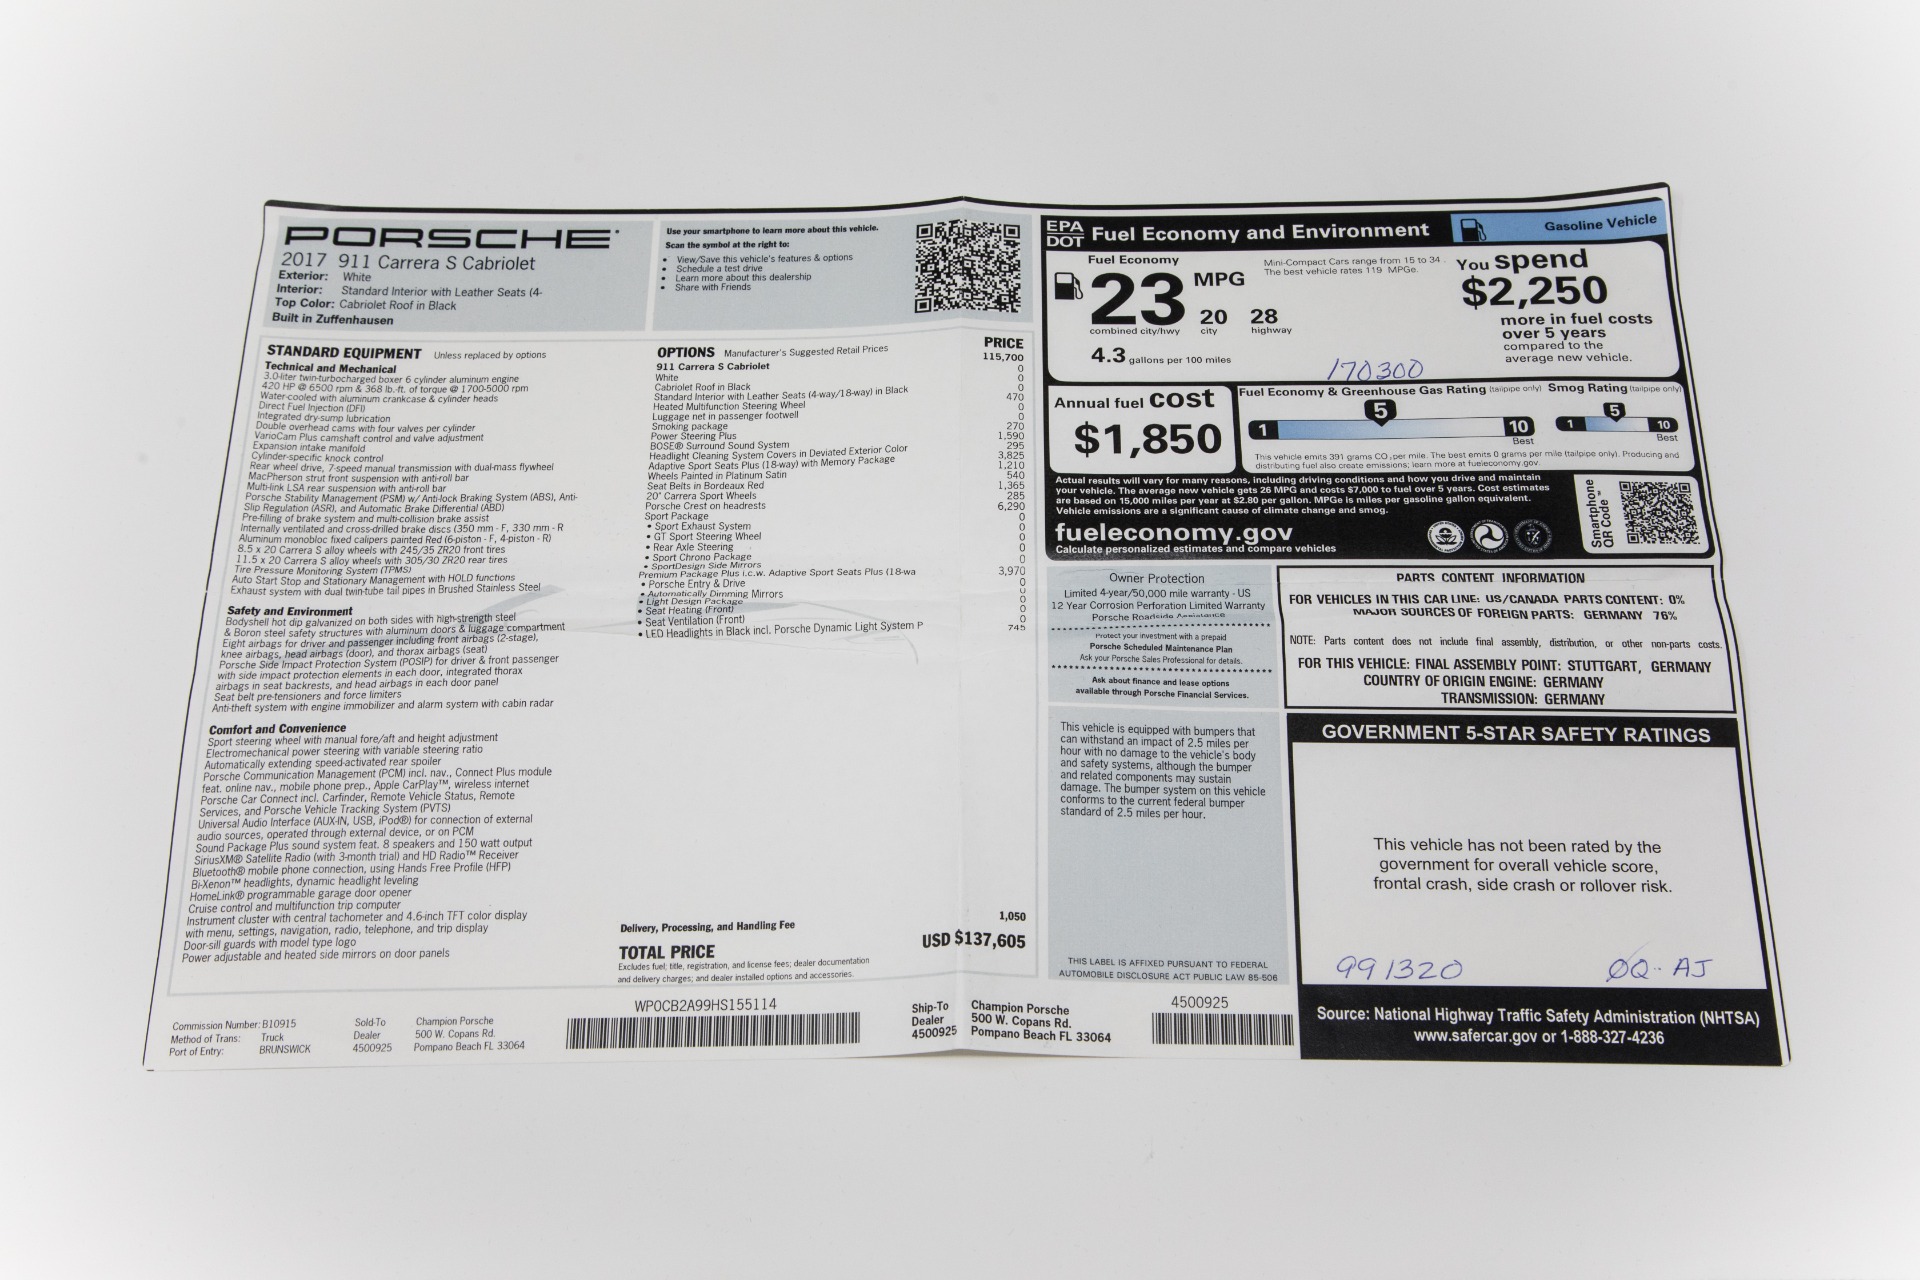 PORSCHE
2017 911 Carrera S Cabriolet
Exterior: White
Interior: Standard Interior with Leather Seats (4-
Top Color: Cabriolet Roof in Black
Built in Zuffenhausen
Use your smartphone to learn more about this vehicle.
Scan the symbol at the right to:
• View/Save this vehicle's features & options
• Schedule a test drive
• Learn more about this dealership
• Share with Friends
STANDARD EQUIPMENT Unless replaced by options
Technical and Mechanical
3.0-liter twin-turbocharged boxer 6 cylinder aluminum engine
420 HP @ 6500 rpm & 368 lb.-ft. of torque @ 1700-5000 rpm
Water-cooled with aluminum crankcase & cylinder heads
Direct Fuel Injection (DFI)
Integrated dry-sump lubrication
Double overhead cams with four valves per cylinder
VarioCam Plus camshaft control and valve adjustment
Expansion intake manifold
Cylinder-specific knock control
Rear wheel drive, 7-speed manual transmission with dual-mass flywheel
MacPherson strut front suspension with anti-roll bar
Multi-link LSA rear suspension with anti-roll bar
Porsche Stability Management (PSM) w/ Anti-lock Braking System (ABS), Anti-
Slip Regulation (ASR), and Automatic Brake Differential (ABD)
Pre-filling of brake system and multi-collision brake assist
Internally ventilated and cross-drilled brake discs (350 mm - F, 330 mm - R
Aluminum monobloc fixed calipers painted Red (6-piston - F, 4-piston - R)
8.5 x 20 Carrera S alloy wheels with 245/35 ZR20 front tires
11.5 x 20 Carrera S alloy wheels with 305/30 ZR20 rear tires
Tire Pressure Monitoring System (TPMS)
Auto Start Stop and Stationary Management with HOLD functions
Exhaust system with dual twin-tube tail pipes in Brushed Stainless Steel
Safety and Environment
Bodyshell hot dip galvanized on both sides with high-strength steel
& Boron steel safety structures with aluminum doors & luggage compartment
Eight airbags for driver and passenger including front airbags (2-stage),
knee airbags, head airbags (door), and thorax airbags (seat)
Porsche Side Impact Protection System (POSIP) for driver & front passenger
with side impact protection elements in each door, integrated thorax
airbags in seat backrests, and head airbags in each door panel
Seat belt pre-tensioners and force limiters
Anti-theft system with engine immobilizer and alarm system with cabin radar
Comfort and Convenience
Sport steering wheel with manual fore/aft and height adjustment
Electromechanical power steering with variable steering ratio
Automatically extending speed-activated rear spoiler
Porsche Communication Management (PCM) incl. nav., Connect Plus module
feat. online nav., mobile phone prep., Apple CarPlay™, wireless internet
Porsche Car Connect incl. Carfinder, Remote Vehicle Status, Remote
Services, and Porsche Vehicle Tracking System (PVTS)
Universal Audio Interface (AUX-IN, USB, iPod®) for connection of external
audio sources, operated through external device, or on PCM
Sound Package Plus sound system feat. 8 speakers and 150 watt output
SiriusXM® Satellite Radio (with 3-month trial) and HD Radio™ Receiver
Bluetooth® mobile phone connection, using Hands Free Profile (HFP)
Bi-Xenon™ headlights, dynamic headlight leveling
HomeLink® programmable garage door opener
Cruise control and multifunction trip computer
Instrument cluster with central tachometer and 4.6-inch TFT color display
with menu, settings, navigation, radio, telephone, and trip display
Door-sill guards with model type logo
Power adjustable and heated side mirrors on door panels
OPTIONS Manufacturer's Suggested Retail Prices PRICE
911 Carrera S Cabriolet 115,700
White 0
Cabriolet Roof in Black 0
Standard Interior with Leather Seats (4-way/18-way) in Black 0
Heated Multifunction Steering Wheel 470
Luggage net in passenger footwell 0
Smoking package 0
Power Steering Plus 270
BOSE® Surround Sound System 1,590
Headlight Cleaning System Covers in Deviated Exterior Color 295
Adaptive Sport Seats Plus (18-way) with Memory Package 3,825
Wheels Painted in Platinum Satin 1,210
Seat Belts in Bordeaux Red 540
20" Carrera Sport Wheels 1,365
Porsche Crest on headrests 285
Sport Package 6,290
• Sport Exhaust System 0
• GT Sport Steering Wheel 0
• Rear Axle Steering 0
• Sport Chrono Package 0
• SportDesign Side Mirrors 0
Premium Package Plus i.c.w. Adaptive Sport Seats Plus (18-wa 3,970
• Porsche Entry & Drive 0
• Automatically Dimming Mirrors 0
• Light Design Package 0
• Seat Heating (Front) 0
• Seat Ventilation (Front) 0
• LED Headlights in Black incl. Porsche Dynamic Light System P 745
Delivery, Processing, and Handling Fee 1,050
TOTAL PRICE USD $137,605
Excludes fuel, title, registration, and license fees; dealer documentation
and delivery charges; and dealer installed options and accessories.
Commission Number: B10915
Method of Trans: Truck
Port of Entry: BRUNSWICK
Sold-To Champion Porsche
Dealer 500 W. Copans Rd.
4500925 Pompano Beach FL 33064
WP0CB2A99HS155114
Ship-To Champion Porsche
Dealer 500 W. Copans Rd.
4500925 Pompano Beach FL 33064
4500925
EPA
DOT Fuel Economy and Environment
Gasoline Vehicle
Fuel Economy
23 MPG
combined city/hwy
20 city
28 highway
4.3 gallons per 100 miles
Mini-Compact Cars range from 15 to 34 .
The best vehicle rates 119 MPGe.
You spend
$2,250
more in fuel costs
over 5 years
compared to the
average new vehicle.
170300
Annual fuel cost
$1,850
Fuel Economy & Greenhouse Gas Rating (tailpipe only)
5
1 10
Best
Smog Rating (tailpipe only)
5
1 10
Best
This vehicle emits 391 grams CO₂ per mile. The best emits 0 grams per mile (tailpipe only). Producing and
distributing fuel also create emissions; learn more at fueleconomy.gov.
Actual results will vary for many reasons, including driving conditions and how you drive and maintain
your vehicle. The average new vehicle gets 26 MPG and costs $7,000 to fuel over 5 years. Cost estimates
are based on 15,000 miles per year at $2.80 per gallon. MPGe is miles per gasoline gallon equivalent.
Vehicle emissions are a significant cause of climate change and smog.
fueleconomy.gov
Calculate personalized estimates and compare vehicles
Smartphone
QR Code™
Owner Protection
Limited 4-year/50,000 mile warranty - US
12 Year Corrosion Perforation Limited Warranty
Porsche Roadside Assistance
Protect your investment with a prepaid
Porsche Scheduled Maintenance Plan
Ask your Porsche Sales Professional for details.
Ask about finance and lease options
available through Porsche Financial Services.
This vehicle is equipped with bumpers that
can withstand an impact of 2.5 miles per
hour with no damage to the vehicle's body
and safety systems, although the bumper
and related components may sustain
damage. The bumper system on this vehicle
conforms to the current federal bumper
standard of 2.5 miles per hour.
THIS LABEL IS AFFIXED PURSUANT TO FEDERAL
AUTOMOBILE DISCLOSURE ACT PUBLIC LAW 85-506
PARTS CONTENT INFORMATION
FOR VEHICLES IN THIS CAR LINE: US/CANADA PARTS CONTENT: 0%
MAJOR SOURCES OF FOREIGN PARTS: GERMANY 76%
NOTE: Parts content does not include final assembly, distribution, or other non-parts costs.
FOR THIS VEHICLE: FINAL ASSEMBLY POINT: STUTTGART, GERMANY
COUNTRY OF ORIGIN ENGINE: GERMANY
TRANSMISSION: GERMANY
GOVERNMENT 5-STAR SAFETY RATINGS
This vehicle has not been rated by the
government for overall vehicle score,
frontal crash, side crash or rollover risk.
991320 0Q-AJ
Source: National Highway Traffic Safety Administration (NHTSA)
www.safercar.gov or 1-888-327-4236